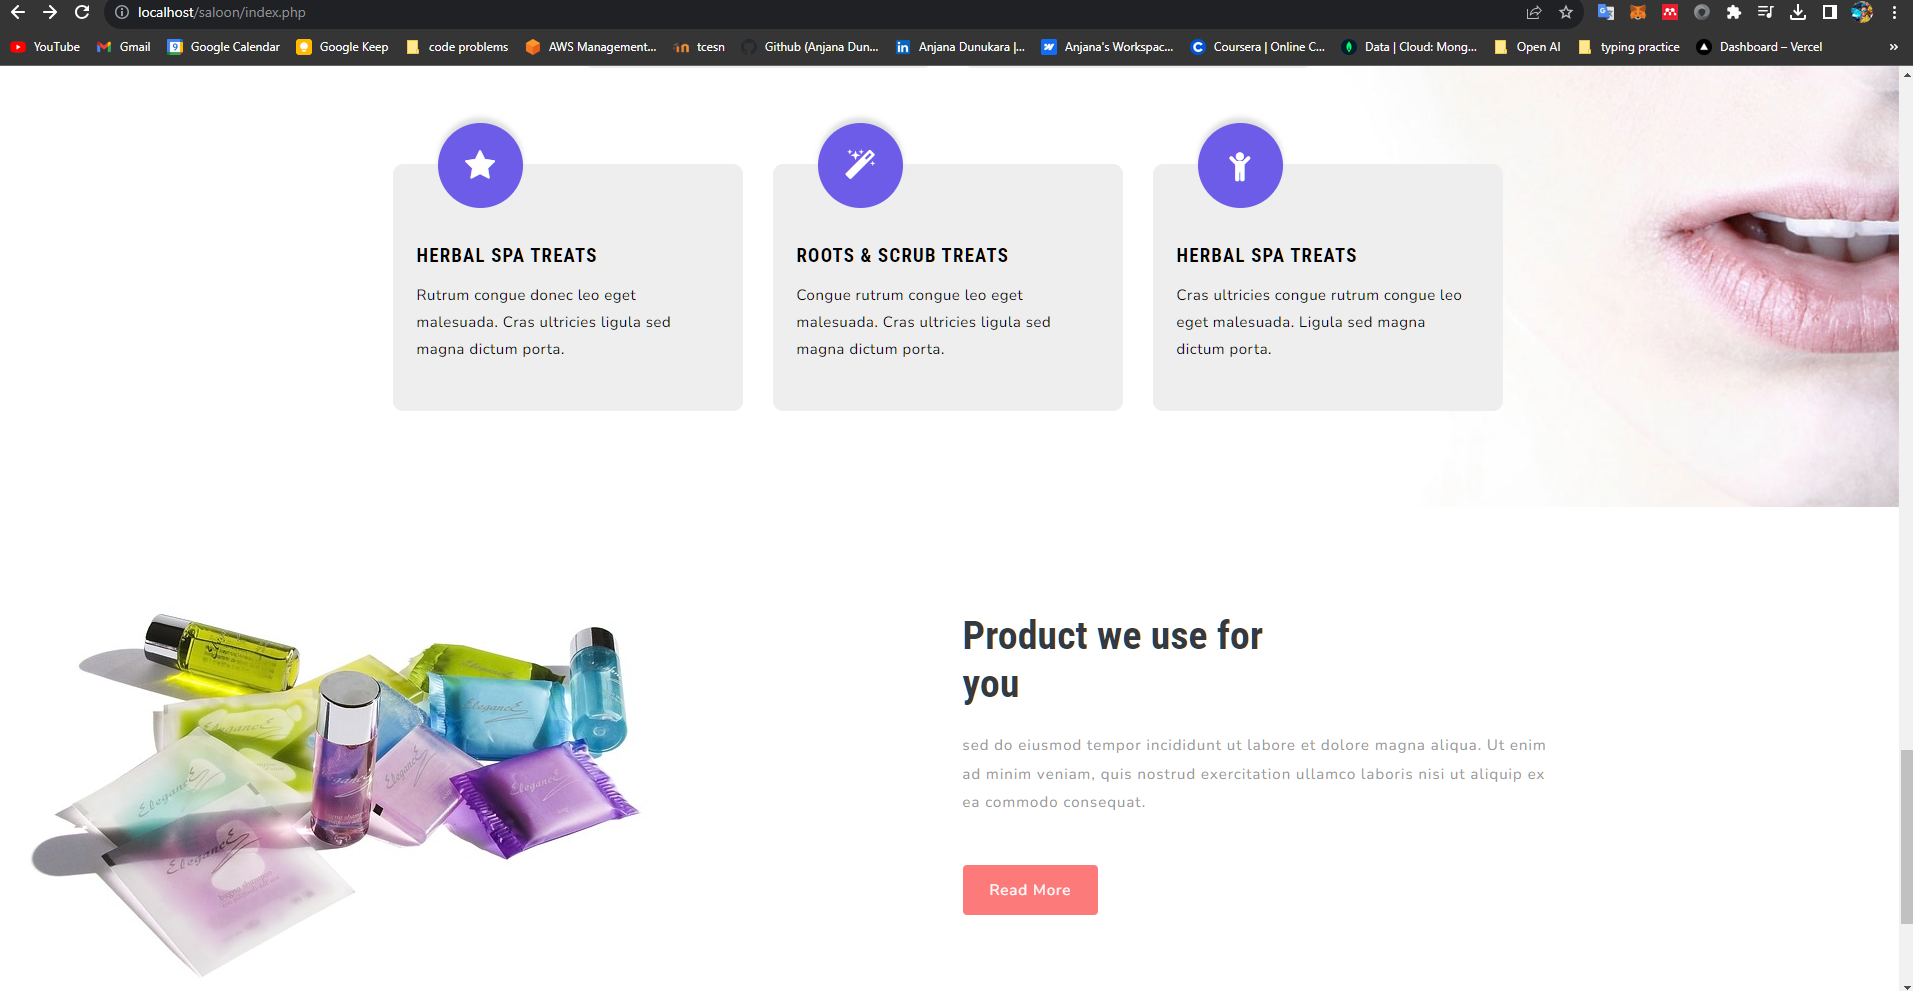 localhost/saloon/index.php
YouTube
Gmail
Google Calendar
Google Keep
code problems
AWS Management...
tcesn
Github (Anjana Dun...
Anjana Dunukara |...
Anjana's Workspac...
Coursera | Online C...
Data | Cloud: Mong...
Open AI
typing practice
Dashboard – Vercel
»
HERBAL SPA TREATS
Rutrum congue donec leo eget
malesuada. Cras ultricies ligula sed
magna dictum porta.
ROOTS & SCRUB TREATS
Congue rutrum congue leo eget
malesuada. Cras ultricies ligula sed
magna dictum porta.
HERBAL SPA TREATS
Cras ultricies congue rutrum congue leo
eget malesuada. Ligula sed magna
dictum porta.
EleganceE
EleganceE
EleganceE
EleganceE
Product we use for
you
sed do eiusmod tempor incididunt ut labore et dolore magna aliqua. Ut enim
ad minim veniam, quis nostrud exercitation ullamco laboris nisi ut aliquip ex
ea commodo consequat.
Read More